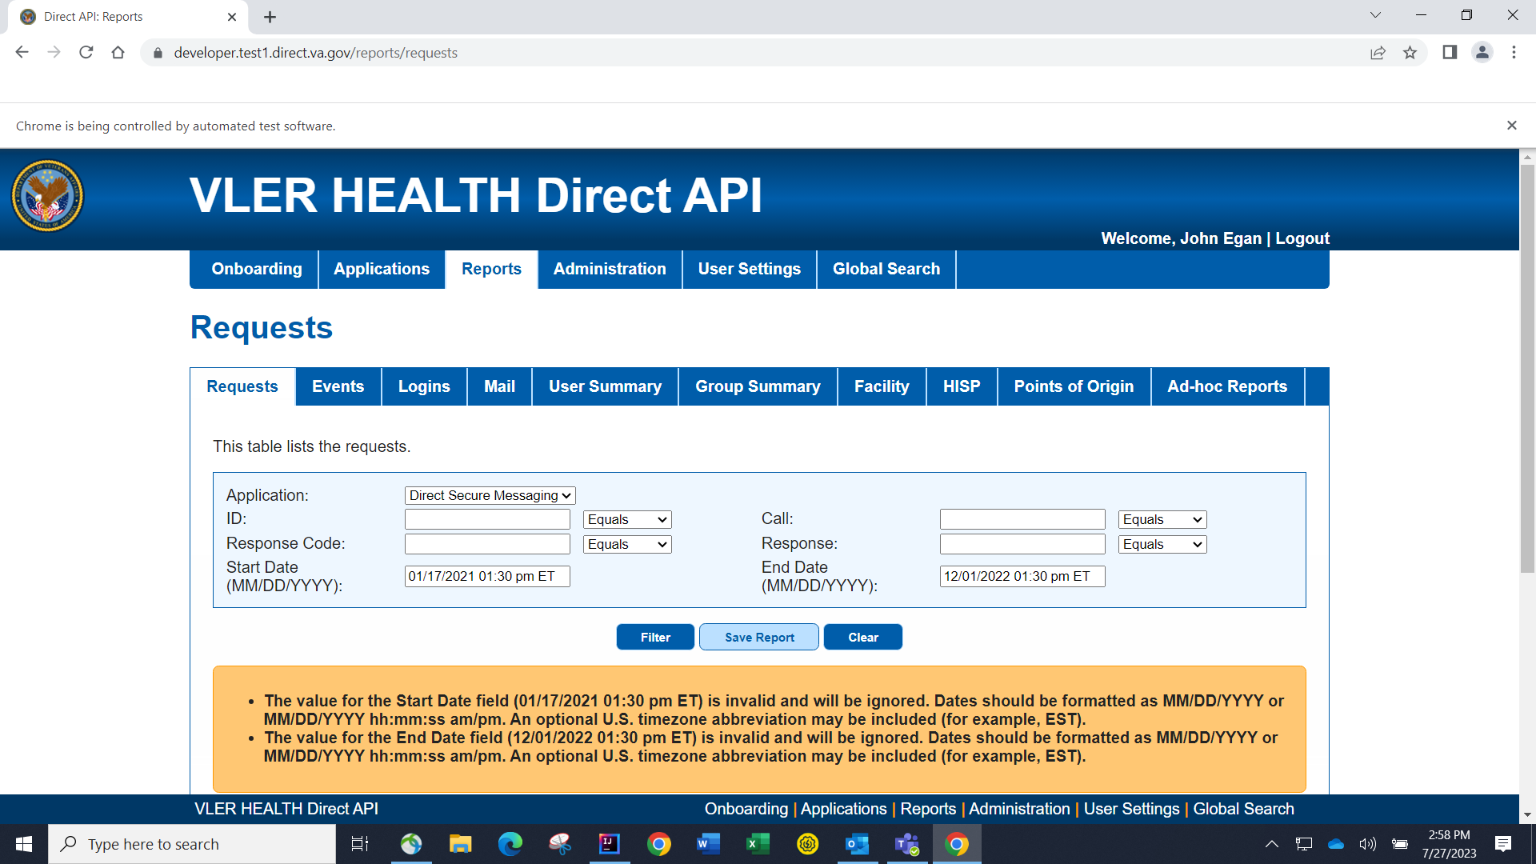 Direct API: Reports
developer.test1.direct.va.gov/reports/requests
Chrome is being controlled by automated test software.
VLER HEALTH Direct API
Welcome, John Egan | Logout
Onboarding Applications Reports Administration User Settings Global Search
Requests
Requests Events Logins Mail User Summary Group Summary Facility HISP Points of Origin Ad-hoc Reports
This table lists the requests.
Application: Direct Secure Messaging
ID: Equals Call: Equals
Response Code: Equals Response: Equals
Start Date (MM/DD/YYYY): 01/17/2021 01:30 pm ET End Date (MM/DD/YYYY): 12/01/2022 01:30 pm ET
Filter Save Report Clear
• The value for the Start Date field (01/17/2021 01:30 pm ET) is invalid and will be ignored. Dates should be formatted as MM/DD/YYYY or
MM/DD/YYYY hh:mm:ss am/pm. An optional U.S. timezone abbreviation may be included (for example, EST).
• The value for the End Date field (12/01/2022 01:30 pm ET) is invalid and will be ignored. Dates should be formatted as MM/DD/YYYY or
MM/DD/YYYY hh:mm:ss am/pm. An optional U.S. timezone abbreviation may be included (for example, EST).
VLER HEALTH Direct API Onboarding | Applications | Reports | Administration | User Settings | Global Search
Type here to search
2:58 PM
7/27/2023